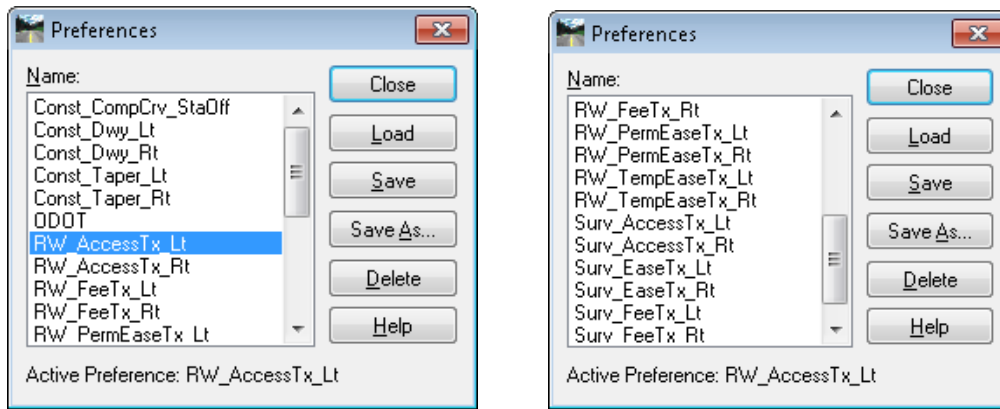 Preferences
Name:
Const_CompCrv_StaOff
Const_Dwy_Lt
Const_Dwy_Rt
Const_Taper_Lt
Const_Taper_Rt
ODOT
RW_AccessTx_Lt
RW_AccessTx_Rt
RW_FeeTx_Lt
RW_FeeTx_Rt
RW_PermEaseTx_Lt
Close
Load
Save
Save As...
Delete
Help
Active Preference: RW_AccessTx_Lt
Preferences
Name:
RW_FeeTx_Rt
RW_PermEaseTx_Lt
RW_PermEaseTx_Rt
RW_TempEaseTx_Lt
RW_TempEaseTx_Rt
Surv_AccessTx_Lt
Surv_AccessTx_Rt
Surv_EaseTx_Lt
Surv_EaseTx_Rt
Surv_FeeTx_Lt
Surv_FeeTx_Rt
Close
Load
Save
Save As...
Delete
Help
Active Preference: RW_AccessTx_Lt